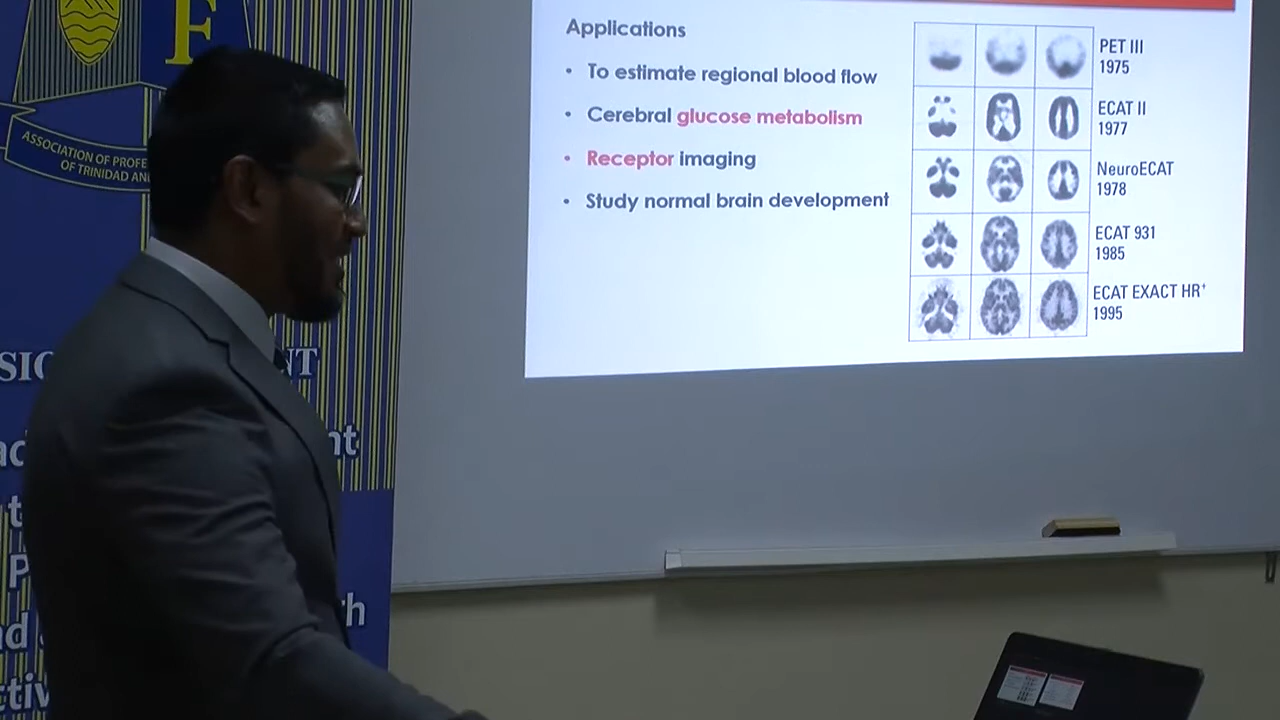 F
ASSOCIATION OF PROFE
OF TRINIDAD AN
Applications
• To estimate regional blood flow
• Cerebral glucose metabolism
• Receptor imaging
• Study normal brain development
PET III
1975
ECAT II
1977
NeuroECAT
1978
ECAT 931
1985
ECAT EXACT HR+
1995